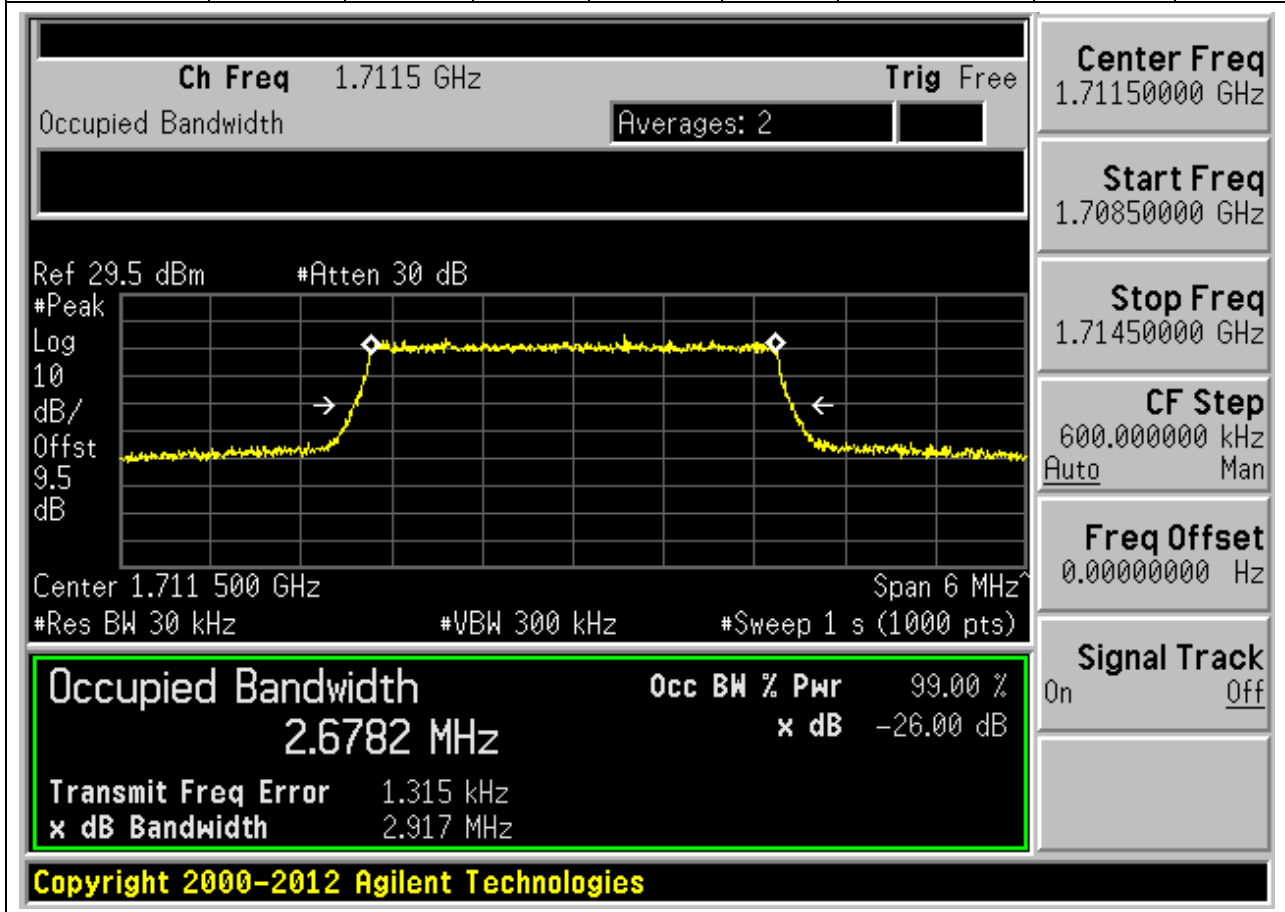 Ch Freq 1.7115 GHz Trig Free
Occupied Bandwidth Averages: 2
Ref 29.5 dBm #Atten 30 dB
#Peak
Log
10
dB/
Offst
9.5
dB
Center 1.711 500 GHz Span 6 MHz^
#Res BW 30 kHz #VBW 300 kHz #Sweep 1 s (1000 pts)
Occupied Bandwidth Occ BW % Pwr 99.00 %
2.6782 MHz x dB -26.00 dB
Transmit Freq Error 1.315 kHz
x dB Bandwidth 2.917 MHz
Copyright 2000-2012 Agilent Technologies
Center Freq
1.71150000 GHz
Start Freq
1.70850000 GHz
Stop Freq
1.71450000 GHz
CF Step
600.000000 kHz
Auto Man
Freq Offset
0.00000000 Hz
Signal Track
On Off